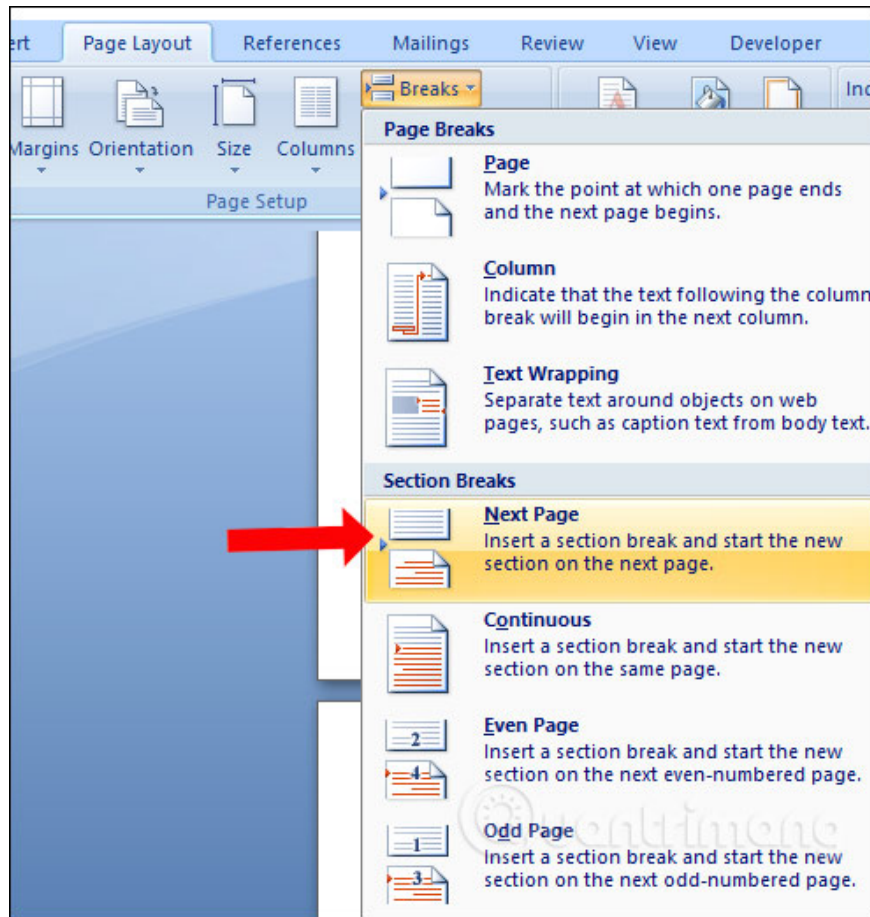 Page Layout References Mailings Review View Developer
Breaks
Margins Orientation Size Columns
Page Setup
Page Breaks
Page
Mark the point at which one page ends
and the next page begins.
Column
Indicate that the text following the column
break will begin in the next column.
Text Wrapping
Separate text around objects on web
pages, such as caption text from body text.
Section Breaks
Next Page
Insert a section break and start the new
section on the next page.
Continuous
Insert a section break and start the new
section on the same page.
2
Even Page
Insert a section break and start the new
4
section on the next even-numbered page.
Quantrimang
1
Odd Page
Insert a section break and start the new
3
section on the next odd-numbered page.